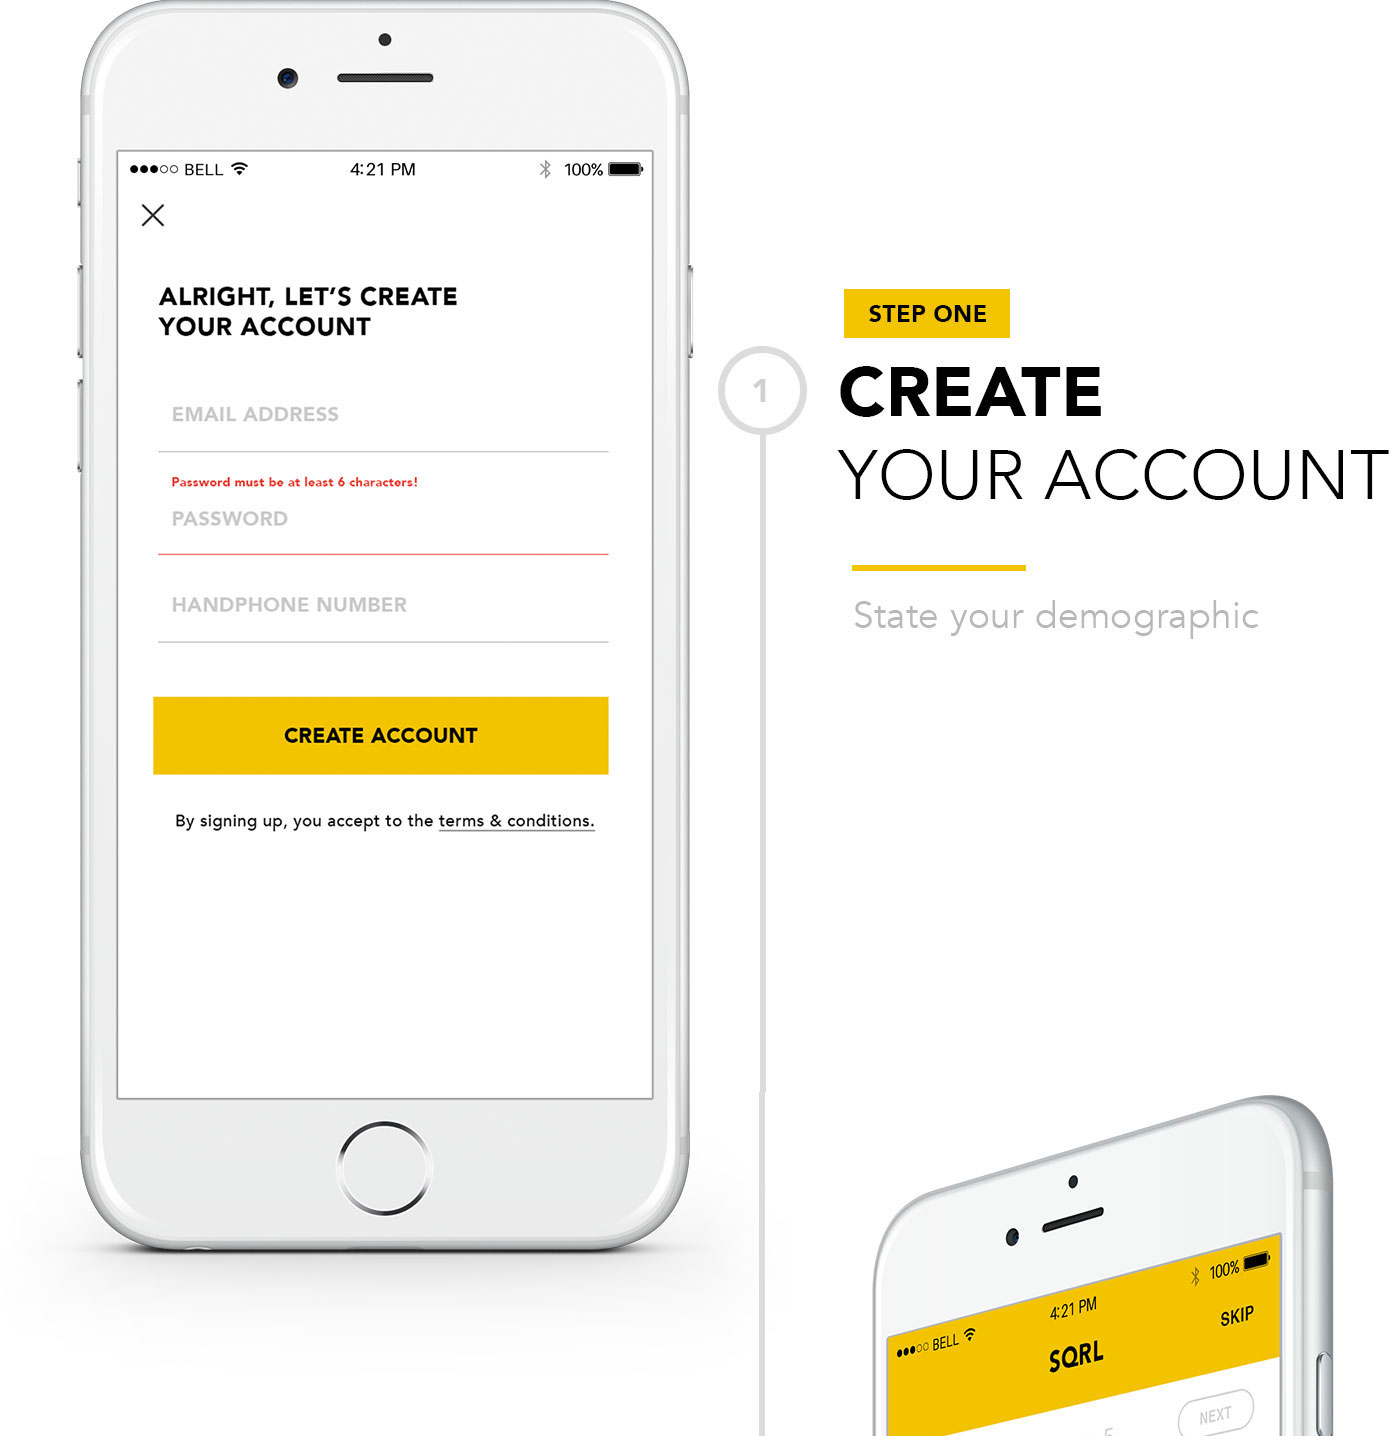 BELL 4:21 PM 100%
ALRIGHT, LET'S CREATE
YOUR ACCOUNT
EMAIL ADDRESS
Password must be at least 6 characters!
PASSWORD
HANDPHONE NUMBER
CREATE ACCOUNT
By signing up, you accept to the terms & conditions.
STEP ONE
1
CREATE
YOUR ACCOUNT
State your demographic
BELL 4:21 PM 100%
SQRL SKIP
NEXT